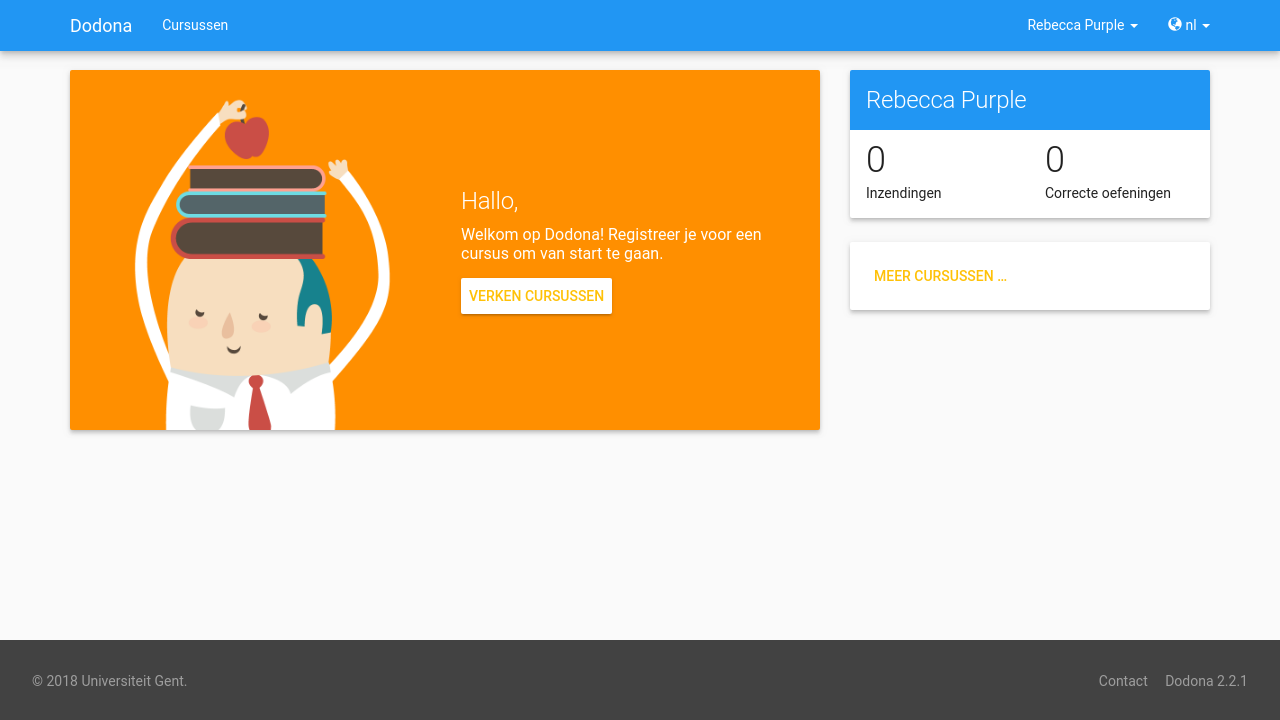 Dodona Cursussen Rebecca Purple nl
Hallo,
Welkom op Dodona! Registreer je voor een
cursus om van start te gaan.
VERKEN CURSUSSEN
Rebecca Purple
0 0
Inzendingen Correcte oefeningen
MEER CURSUSSEN ...
© 2018 Universiteit Gent. Contact Dodona 2.2.1